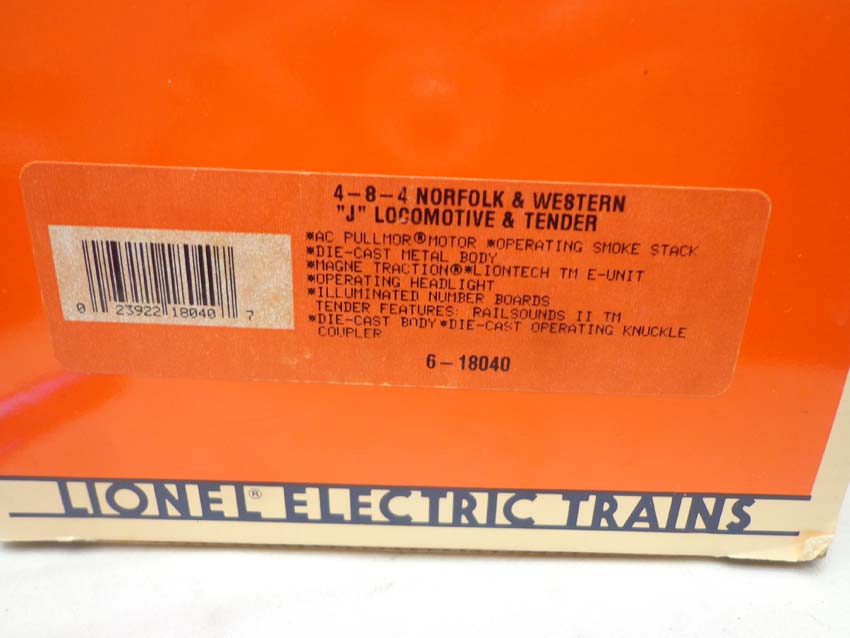 4-8-4 NORFOLK & WESTERN
"J" LOCOMOTIVE & TENDER
*AC PULLMOR® MOTOR *OPERATING SMOKE STACK
*DIE-CAST METAL BODY
*MAGNE TRACTION®*LIONTECH TM E-UNIT
*OPERATING HEADLIGHT
*ILLUMINATED NUMBER BOARDS
TENDER FEATURES: RAILSOUNDS II TM
*DIE-CAST BODY *DIE-CAST OPERATING KNUCKLE
COUPLER
6-18040
0 23922 18040 7
LIONEL® ELECTRIC TRAINS